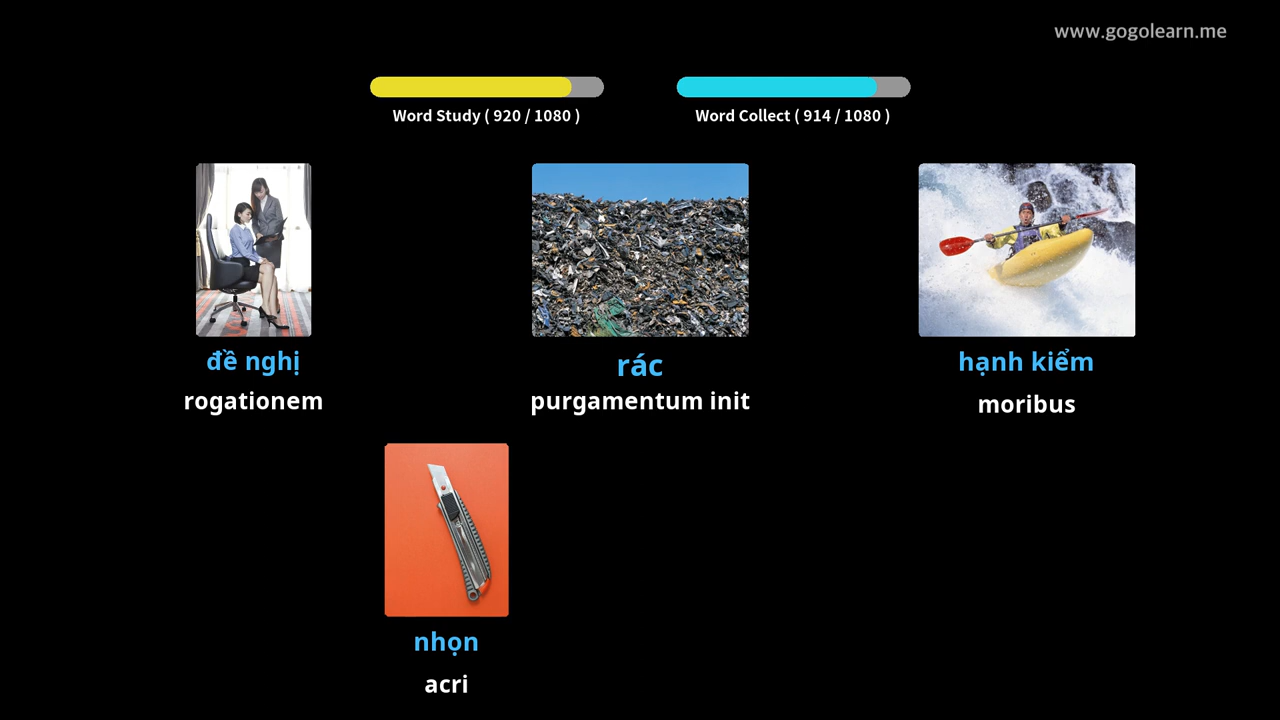 www.gogolearn.me
Word Study ( 920 / 1080 )
Word Collect ( 914 / 1080 )
đề nghị
rogationem
rác
purgamentum init
hạnh kiểm
moribus
nhọn
acri